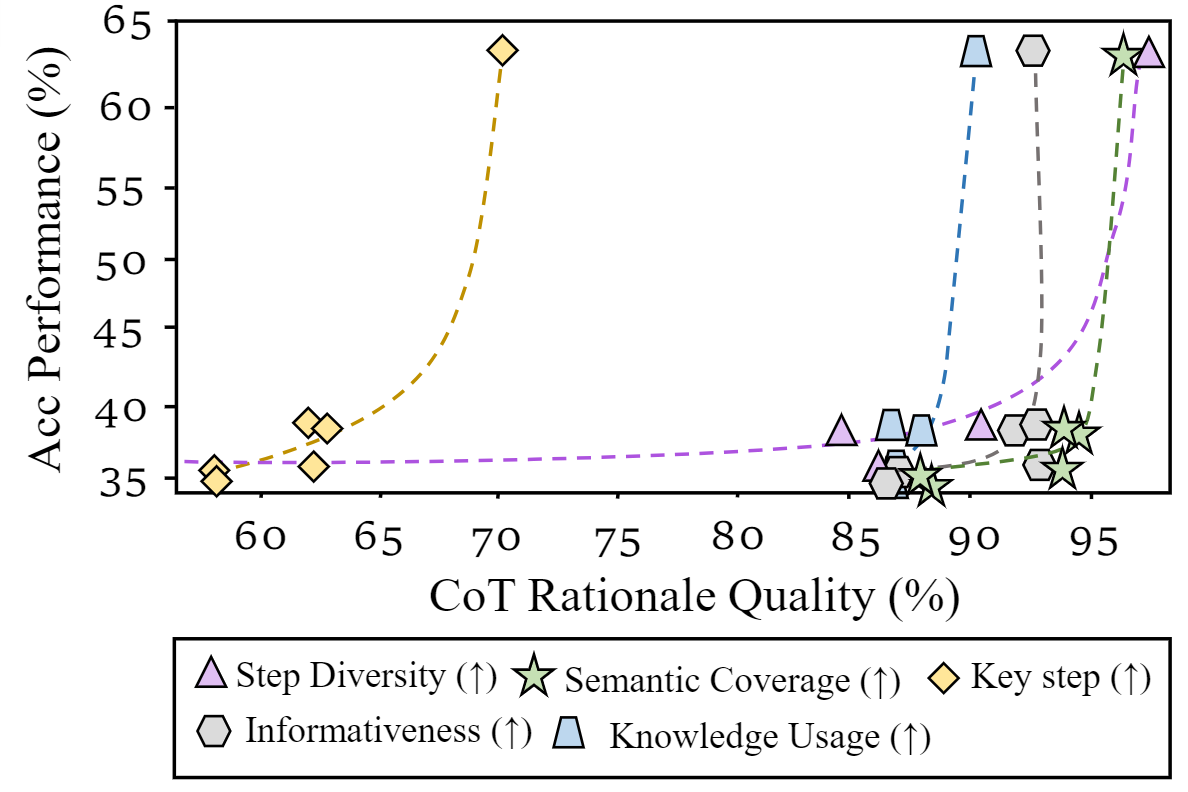 65
60
55
50
45
40
35
Acc Performance (%)
60 65 70 75 80 85 90 95
CoT Rationale Quality (%)
Step Diversity (↑) Semantic Coverage (↑) Key step (↑)
Informativeness (↑) Knowledge Usage (↑)